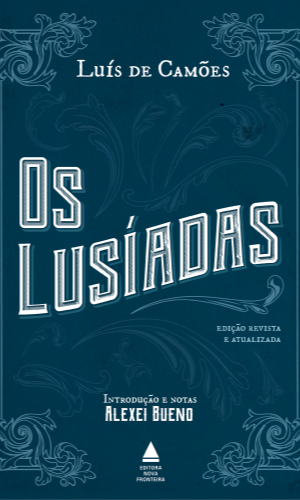 Luís de Camões
Os
Lusíadas
edição revista
e atualizada
Introdução e notas
Alexei Bueno
EDITORA
NOVA
FRONTEIRA